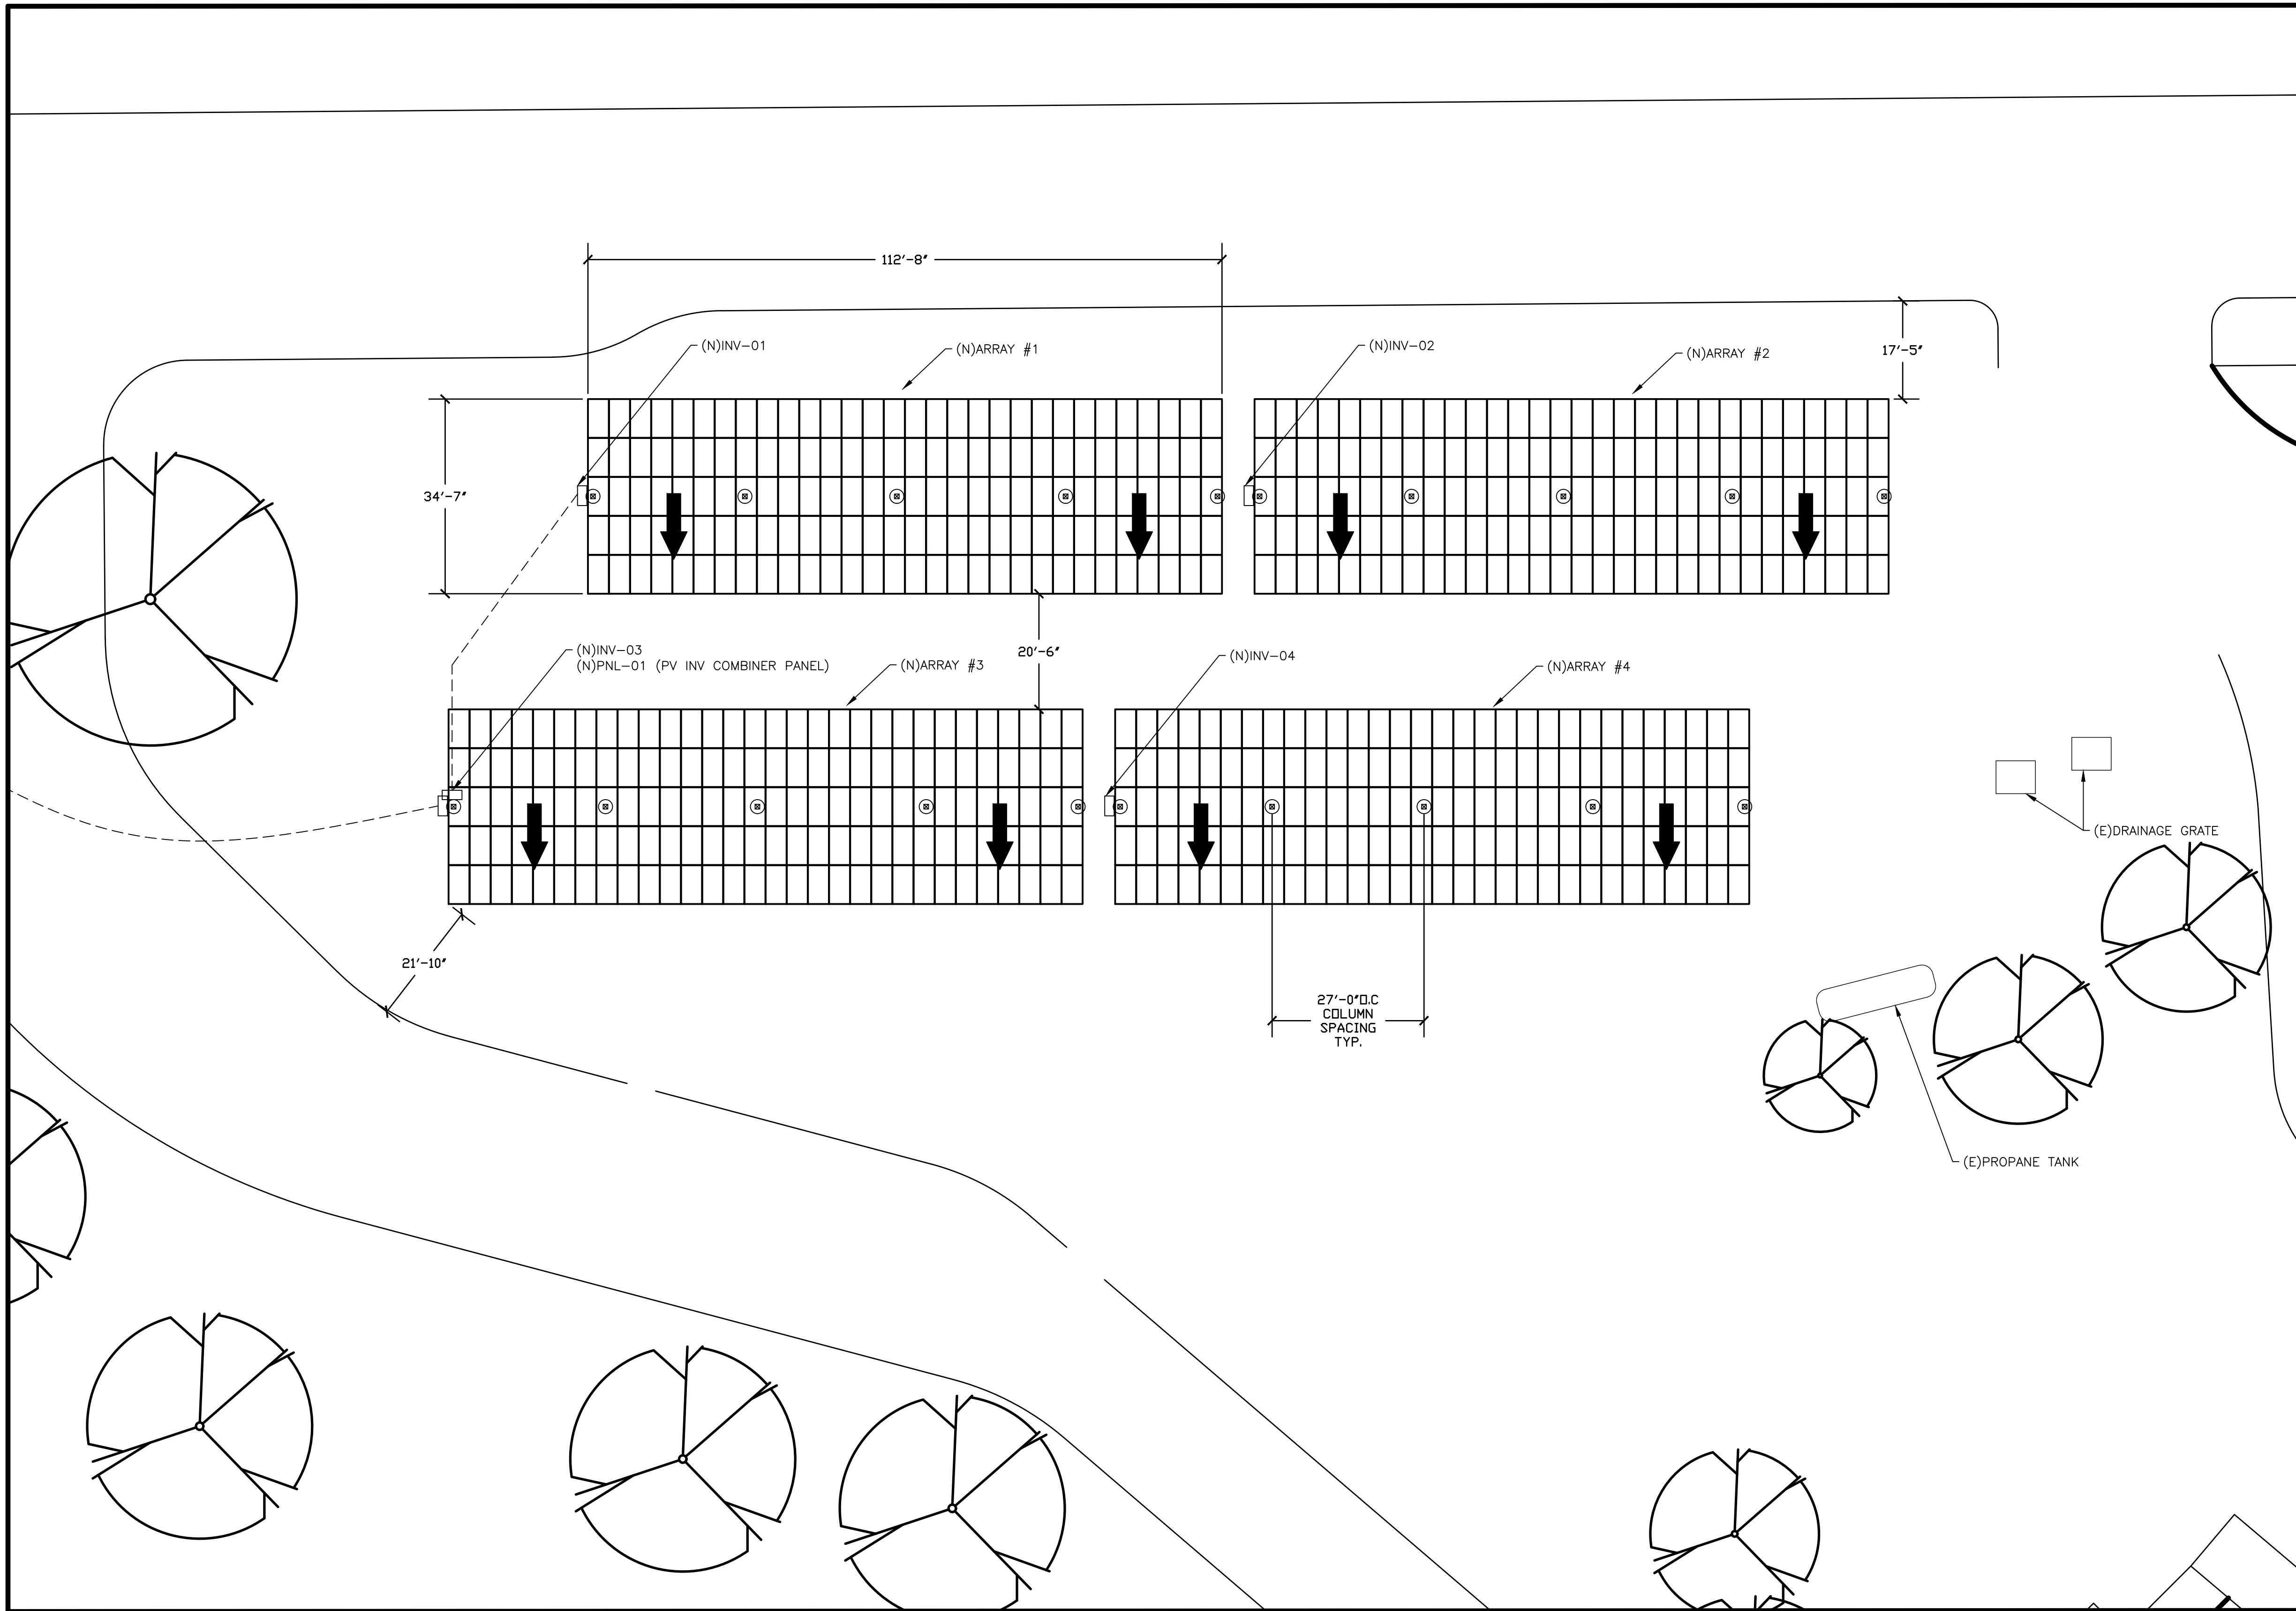 112'-8"
(N)INV-01
(N)ARRAY #1
(N)INV-02
(N)ARRAY #2
17'-5"
34'-7"
(N)INV-03
(N)PNL-01 (PV INV COMBINER PANEL)
(N)ARRAY #3
20'-6"
(N)INV-04
(N)ARRAY #4
(E)DRAINAGE GRATE
21'-10"
27'-0"O.C
COLUMN
SPACING
TYP.
(E)PROPANE TANK